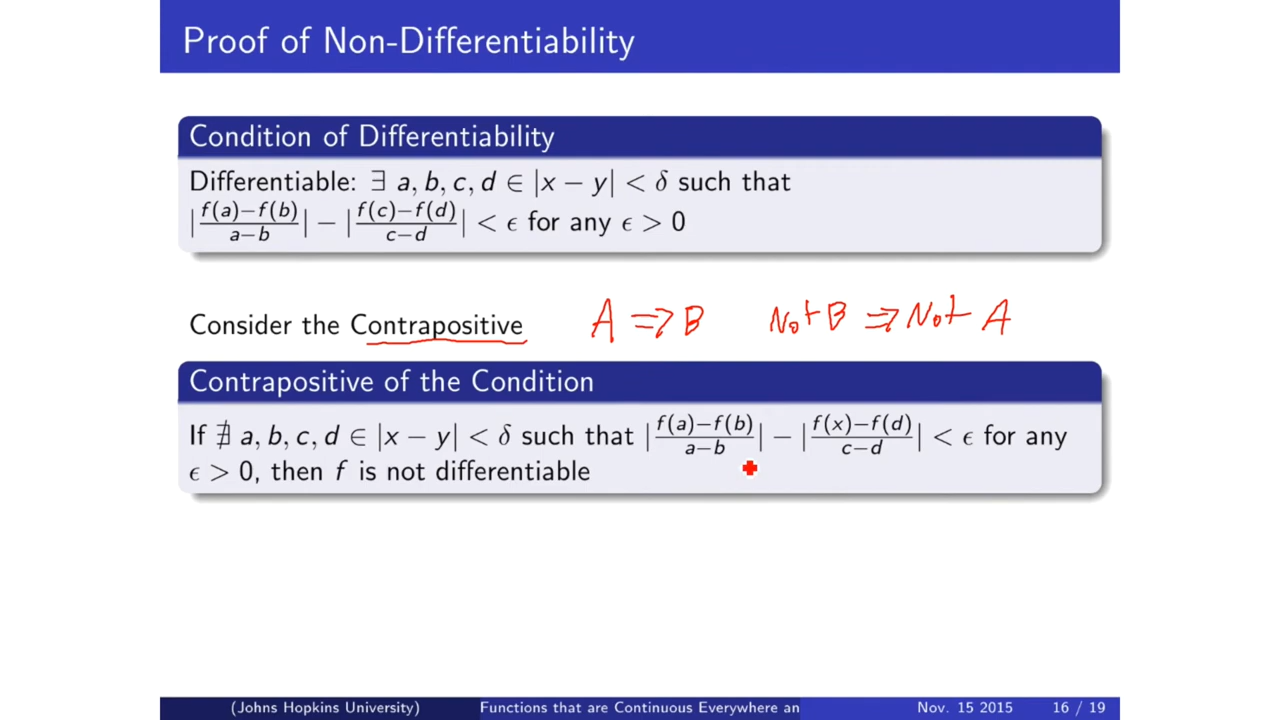 Proof of Non-Differentiability
Condition of Differentiability
Differentiable: ∃ a, b, c, d ∈ |x − y| < δ such that
|f(a)−f(b)/a−b| − |f(c)−f(d)/c−d| < ϵ for any ϵ > 0
Consider the Contrapositive A ⇒ B Not B ⇒ Not A
Contrapositive of the Condition
If ∄ a, b, c, d ∈ |x − y| < δ such that |f(a)−f(b)/a−b| − |f(x)−f(d)/c−d| < ϵ for any
ϵ > 0, then f is not differentiable
(Johns Hopkins University) Functions that are Continuous Everywhere an Nov. 15 2015 16 / 19